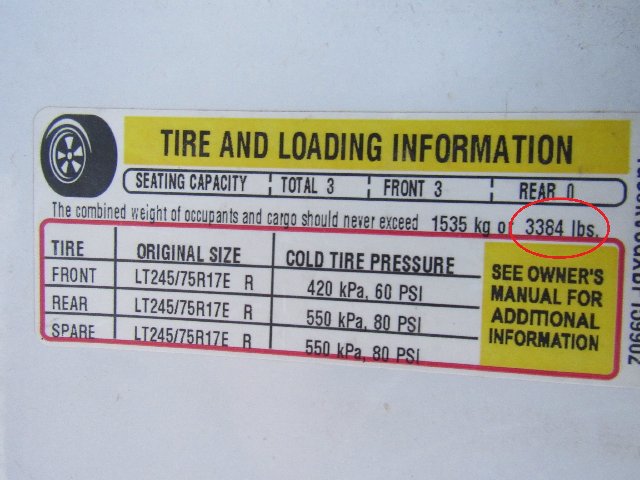 TIRE AND LOADING INFORMATION
SEATING CAPACITY TOTAL 3 FRONT 3 REAR 0
The combined weight of occupants and cargo should never exceed 1535 kg or 3384 lbs.
TIRE ORIGINAL SIZE COLD TIRE PRESSURE
FRONT LT245/75R17E R 420 kPa, 60 PSI
REAR LT245/75R17E R 550 kPa, 80 PSI
SPARE LT245/75R17E R 550 kPa, 80 PSI
SEE OWNER'S
MANUAL FOR
ADDITIONAL
INFORMATION